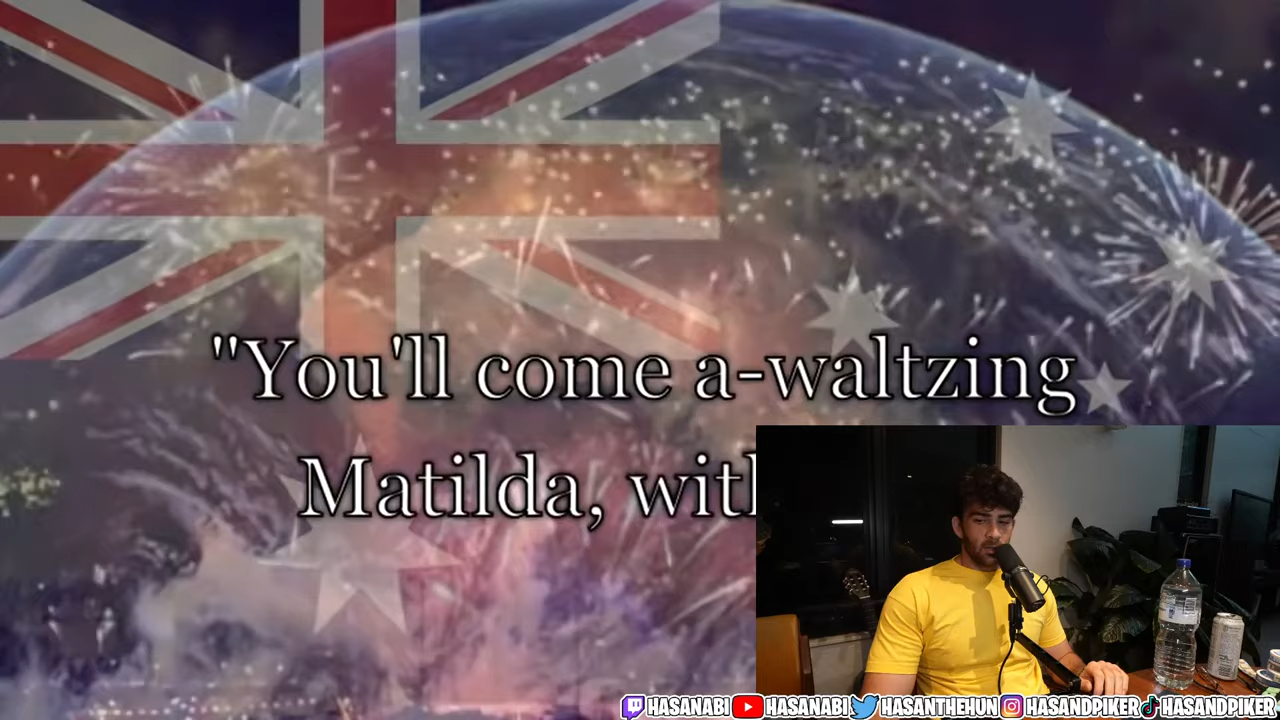 "You'll come a-waltzing
Matilda, with
HASANABI HASANABI HASANTHEHUN HASANDPIKER HASANDPIKER